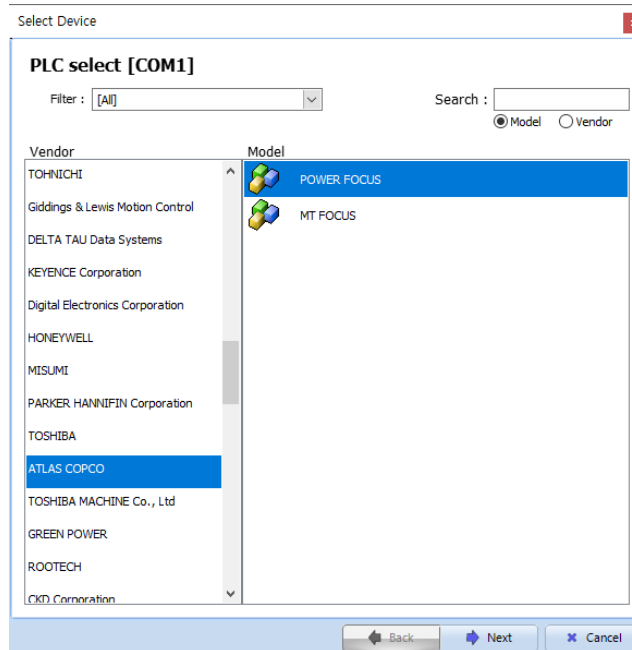 Select Device
PLC select [COM1]
Filter : [All]
Search :
Model Vendor
Vendor Model
TOHNICHI
Giddings & Lewis Motion Control
DELTA TAU Data Systems
KEYENCE Corporation
Digital Electronics Corporation
HONEYWELL
MISUMI
PARKER HANNIFIN Corporation
TOSHIBA
ATLAS COPCO
TOSHIBA MACHINE Co., Ltd
GREEN POWER
ROOTECH
CKD Corporation
POWER FOCUS
MT FOCUS
Back Next Cancel